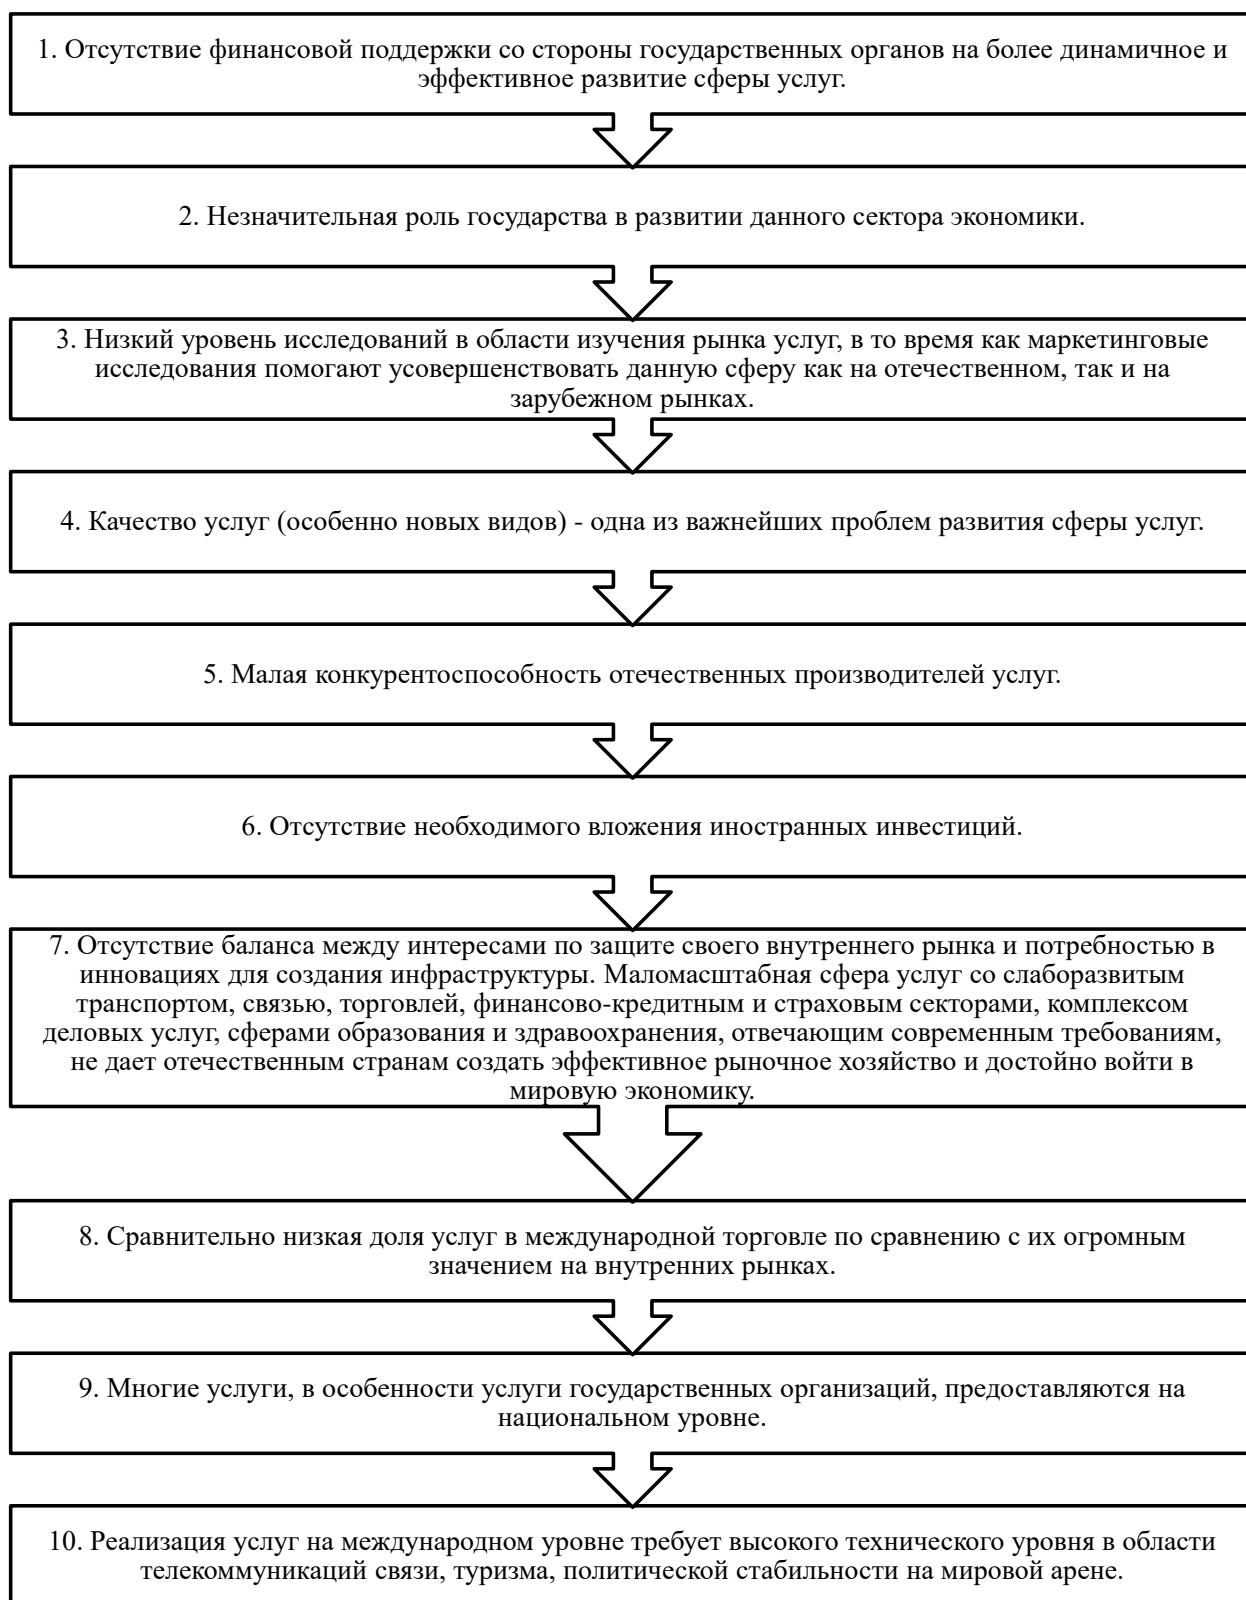 1. Отсутствие финансовой поддержки со стороны государственных органов на более динамичное и
эффективное развитие сферы услуг.
2. Незначительная роль государства в развитии данного сектора экономики.
3. Низкий уровень исследований в области изучения рынка услуг, в то время как маркетинговые
исследования помогают усовершенствовать данную сферу как на отечественном, так и на
зарубежном рынках.
4. Качество услуг (особенно новых видов) - одна из важнейших проблем развития сферы услуг.
5. Малая конкурентоспособность отечественных производителей услуг.
6. Отсутствие необходимого вложения иностранных инвестиций.
7. Отсутствие баланса между интересами по защите своего внутреннего рынка и потребностью в
инновациях для создания инфраструктуры. Маломасштабная сфера услуг со слаборазвитым
транспортом, связью, торговлей, финансово-кредитным и страховым секторами, комплексом
деловых услуг, сферами образования и здравоохранения, отвечающим современным требованиям,
не дает отечественным странам создать эффективное рыночное хозяйство и достойно войти в
мировую экономику.
8. Сравнительно низкая доля услуг в международной торговле по сравнению с их огромным
значением на внутренних рынках.
9. Многие услуги, в особенности услуги государственных организаций, предоставляются на
национальном уровне.
10. Реализация услуг на международном уровне требует высокого технического уровня в области
телекоммуникаций связи, туризма, политической стабильности на мировой арене.